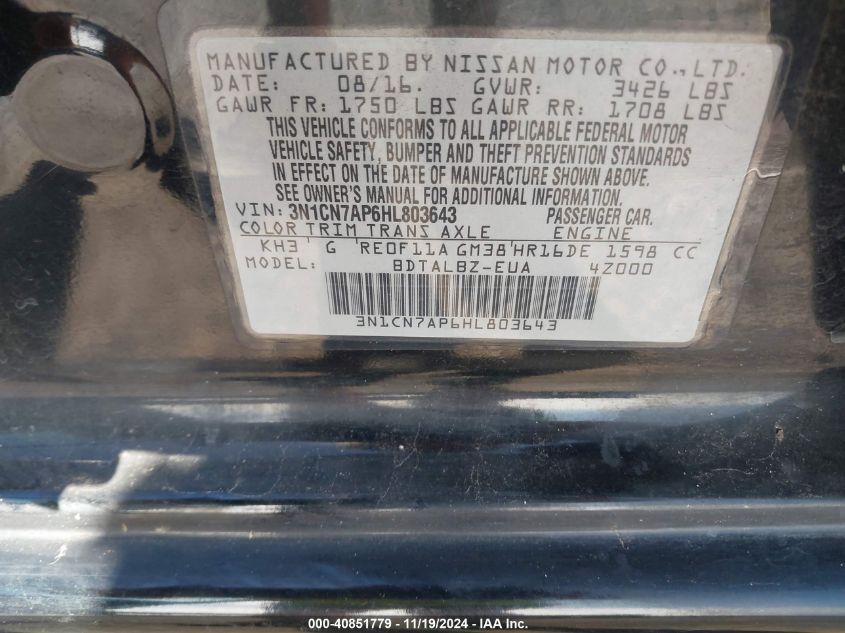 MANUFACTURED BY NISSAN MOTOR CO.,LTD.
DATE: 08/16. GVWR: 3426 LBS
GAWR FR: 1750 LBS GAWR RR: 1708 LBS
THIS VEHICLE CONFORMS TO ALL APPLICABLE FEDERAL MOTOR
VEHICLE SAFETY, BUMPER AND THEFT PREVENTION STANDARDS
IN EFFECT ON THE DATE OF MANUFACTURE SHOWN ABOVE.
SEE OWNER'S MANUAL FOR ADDITIONAL INFORMATION.
VIN: 3N1CN7AP6HL803643 PASSENGER CAR.
COLOR TRIM TRANS AXLE ENGINE
KH3 G RE0F11A GM38 HR16DE 1598 CC
MODEL: BDTALBZ-EUA 4Z000
3N1CN7AP6HL803643
000-40851779 - 11/19/2024 - IAAI.com